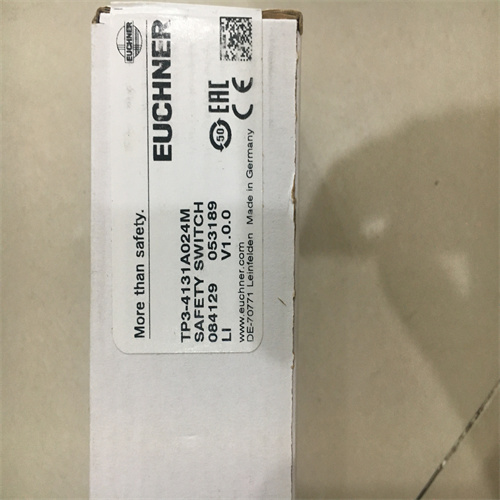 EUCHNER
More than safety.
EUCHNER
TP3-4131A024M
SAFETY SWITCH
084129 053189
LI V1.0.0
50
EAC
CE
www.euchner.com
DE-70771 Leinfelden Made in Germany